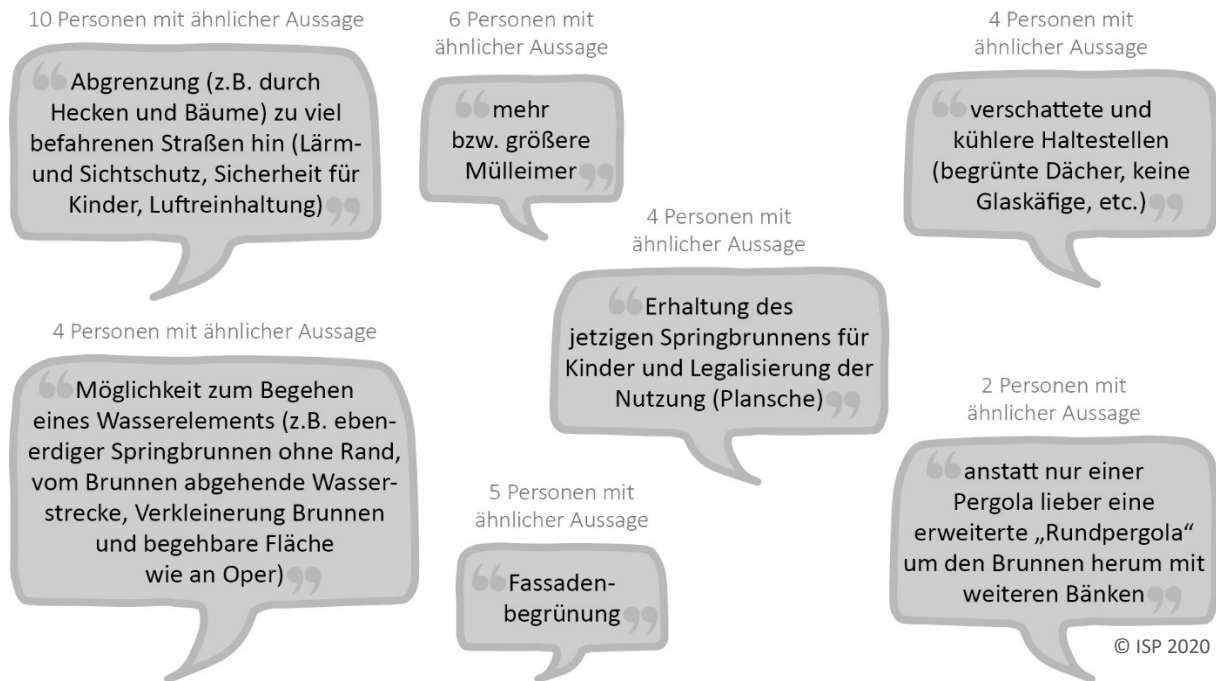 10 Personen mit ähnlicher Aussage
„Abgrenzung (z.B. durch
Hecken und Bäume) zu viel
befahrenen Straßen hin (Lärm-
und Sichtschutz, Sicherheit für
Kinder, Luftreinhaltung)”
6 Personen mit
ähnlicher Aussage
“mehr
bzw. größere
Mülleimer”
4 Personen mit
ähnlicher Aussage
“verschattete und
kühlere Haltestellen
(begrünte Dächer, keine
Glaskäfige, etc.)”
4 Personen mit
ähnlicher Aussage
“Erhaltung des
jetzigen Springbrunnens für
Kinder und Legalisierung der
Nutzung (Plansche)”
4 Personen mit ähnlicher Aussage
“Möglichkeit zum Begehen
eines Wasserelements (z.B. eben-
erdiger Springbrunnen ohne Rand,
vom Brunnen abgehende Wasser-
strecke, Verkleinerung Brunnen
und begehbare Fläche
wie an Oper)”
5 Personen mit
ähnlicher Aussage
“Fassaden-
begrünung”
2 Personen mit
ähnlicher Aussage
“anstatt nur einer
Pergola lieber eine
erweiterte „Rundpergola“
um den Brunnen herum mit
weiteren Bänken”
© ISP 2020